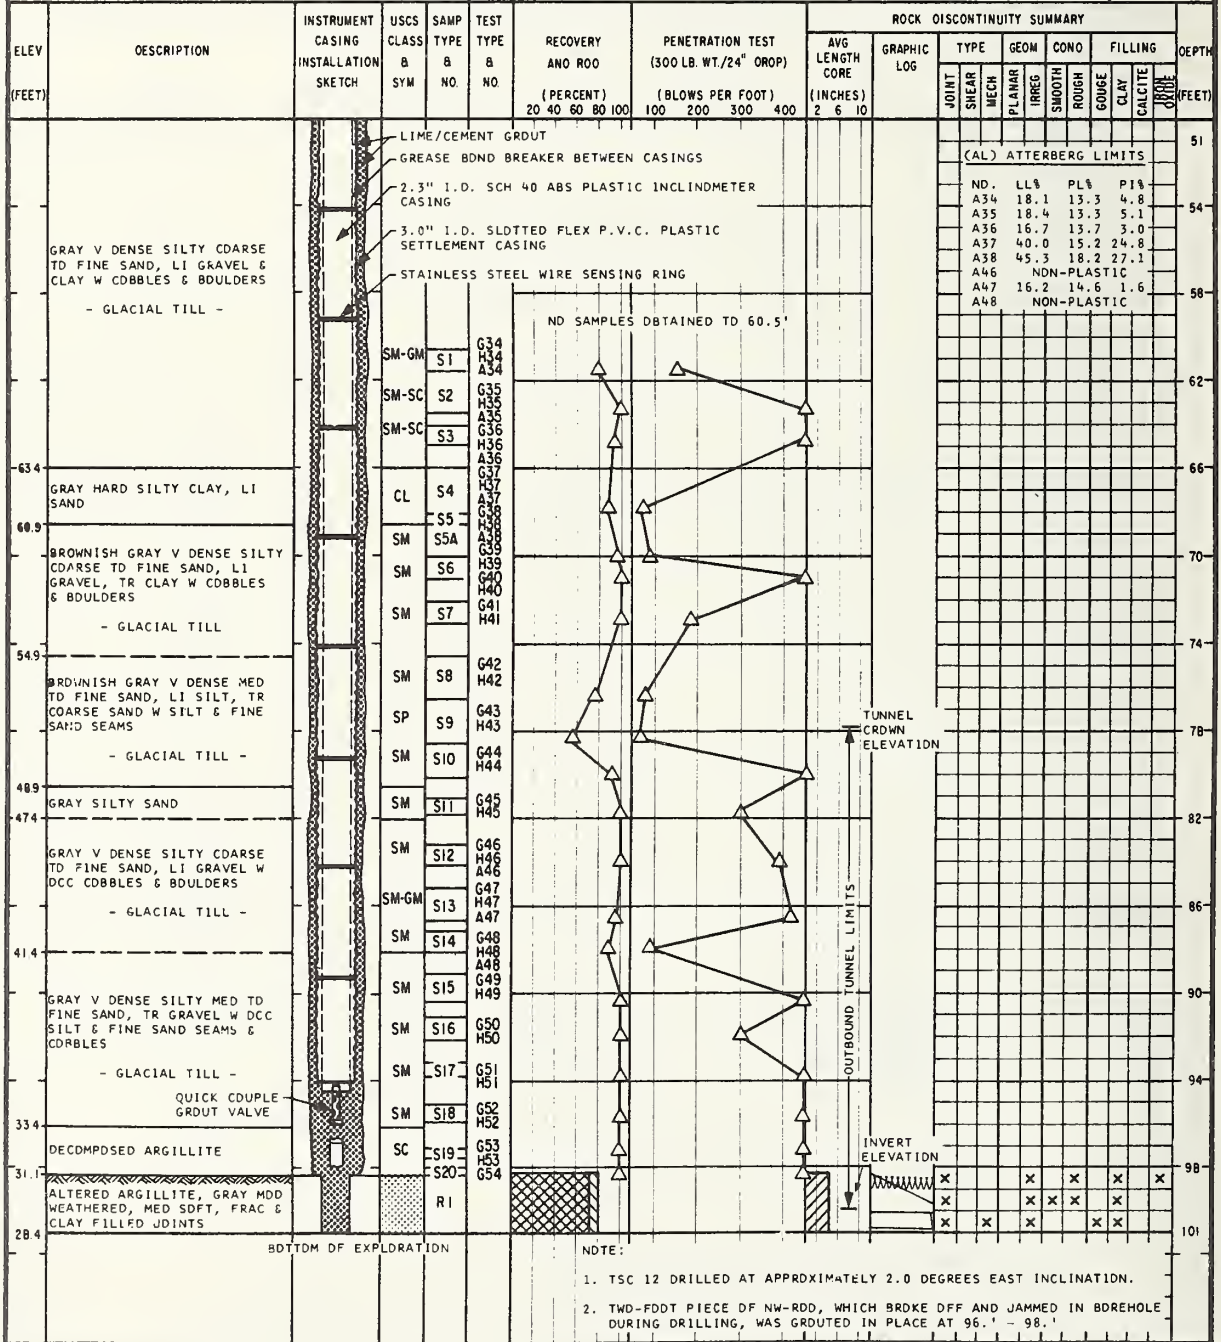 ELEV
(FEET)
DESCRIPTION
INSTRUMENT
CASING
INSTALLATION
SKETCH
USCS
CLASS
&
SYM
SAMP
TYPE
&
NO.
TEST
TYPE
&
NO.
RECOVERY
AND ROD
(PERCENT)
20 40 60 80 100
PENETRATION TEST
(300 LB. WT./24" DROP)
(BLOWS PER FOOT)
100 200 300 400
ROCK DISCONTINUITY SUMMARY
AVG
LENGTH
CORE
(INCHES)
2 6 10
GRAPHIC
LOG
TYPE
GEOM
COND
FILLING
JOINT
SHEAR
MECH
PLANAR
IRREG
SMOOTH
ROUGH
GOUGE
CLAY
CALCITE
IRON OXIDE
DEPTH
(FEET)
LIME/CEMENT GROUT
GREASE BOND BREAKER BETWEEN CASINGS
2.3" I.D. SCH 40 ABS PLASTIC INCLINOMETER
CASING
3.0" I.D. SLOTTED FLEX P.V.C. PLASTIC
SETTLEMENT CASING
STAINLESS STEEL WIRE SENSING RING
NO SAMPLES OBTAINED TO 60.5'
(AL) ATTERBERG LIMITS
NO. LL% PL% PI%
A34 18.1 13.3 4.8
A35 18.4 13.3 5.1
A36 16.7 13.7 3.0
A37 40.0 15.2 24.8
A38 45.3 18.2 27.1
A46 NON-PLASTIC
A47 16.2 14.6 1.6
A48 NON-PLASTIC
51
54
58
62
66
70
74
78
82
86
90
94
98
101
GRAY V DENSE SILTY COARSE
TO FINE SAND, LI GRAVEL &
CLAY W COBBLES & BOULDERS
- GLACIAL TILL -
63.4
GRAY HARD SILTY CLAY, LI
SAND
60.9
BROWNISH GRAY V DENSE SILTY
COARSE TO FINE SAND, LI
GRAVEL, TR CLAY W COBBLES
& BOULDERS
- GLACIAL TILL
54.9
BROWNISH GRAY V DENSE MED
TO FINE SAND, LI SILT, TR
COARSE SAND W SILT & FINE
SAND SEAMS
- GLACIAL TILL -
48.9
GRAY SILTY SAND
47.4
GRAY V DENSE SILTY COARSE
TO FINE SAND, LI GRAVEL W
OCC COBBLES & BOULDERS
- GLACIAL TILL -
41.4
GRAY V DENSE SILTY MED TO
FINE SAND, TR GRAVEL W OCC
SILT & FINE SAND SEAMS &
COBBLES
- GLACIAL TILL -
QUICK COUPLE
GROUT VALVE
33.4
DECOMPOSED ARGILLITE
31.1
ALTERED ARGILLITE, GRAY MOD
WEATHERED, MED SOFT, FRAC &
CLAY FILLED JOINTS
28.4
SM-GM S1 G34 H34 A34
SM-SC S2 G35 H35 A35
SM-SC S3 G36 H36 A36
CL S4 G37 H37 A37
S5 G38 H38
SM S5A A38
SM S6 G39 H39 G40 H40
SM S7 G41 H41
SM S8 G42 H42
SP S9 G43 H43
SM S10 G44 H44
SM S11 G45 H45
SM S12 G46 H46 A46
SM-GM S13 G47 H47 A47
SM S14 G48 H48 A48
SM S15 G49 H49
SM S16 G50 H50
SM S17 G51 H51
SM S18 G52 H52
SC S19 G53 H53
S20 G54
R1
TUNNEL
CROWN
ELEVATION
OUTBOUND TUNNEL LIMITS
INVERT
ELEVATION
X X X X X
X X X X X
X X X X X
BOTTOM OF EXPLORATION
NOTE:
1. TSC 12 DRILLED AT APPROXIMATELY 2.0 DEGREES EAST INCLINATION.
2. TWO-FOOT PIECE OF NW-ROD, WHICH BROKE OFF AND JAMMED IN BOREHOLE
DURING DRILLING, WAS GROUTED IN PLACE AT 96.' - 98.'